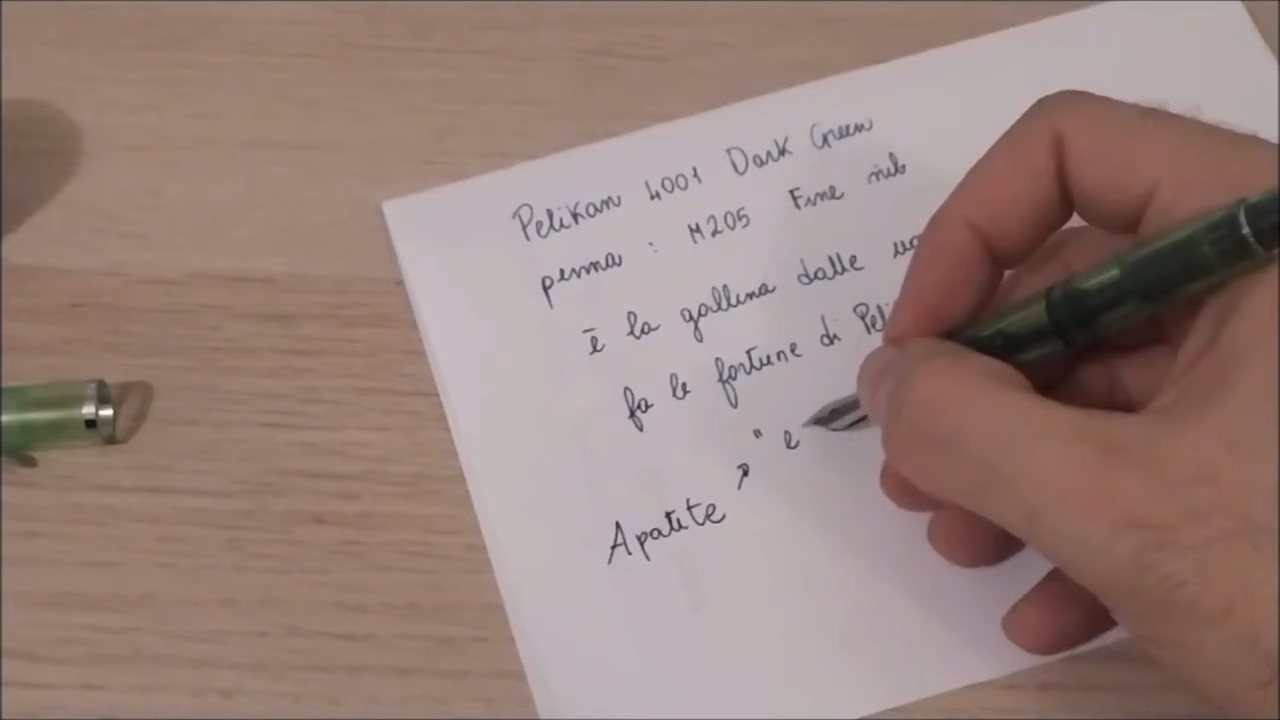 Pelikan 4001 Dark Green
penna : M205 Fine nib
è la gallina dalle
fa le fortune di
" e
Apatite